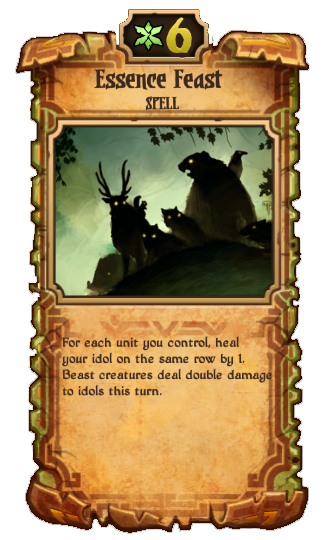 6
Essence Feast
SPELL
For each unit you control, heal
your idol on the same row by 1.
Beast creatures deal double damage
to idols this turn.